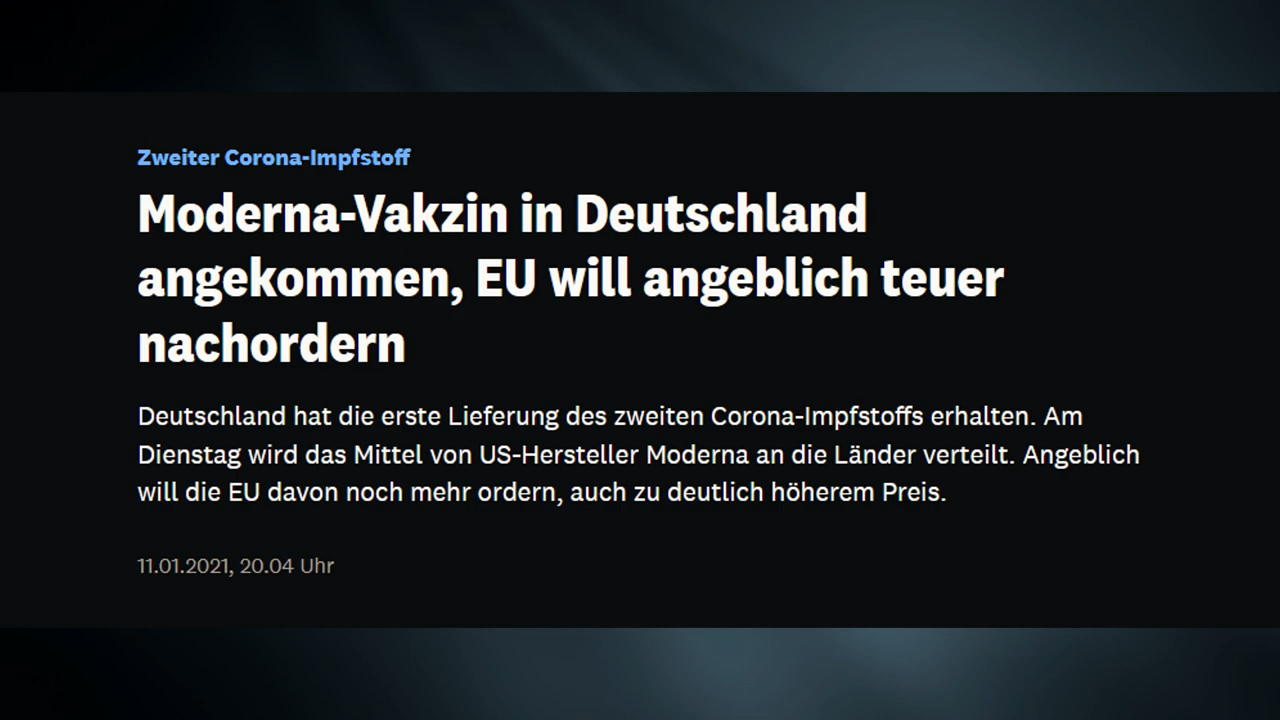 Zweiter Corona-Impfstoff
Moderna-Vakzin in Deutschland
angekommen, EU will angeblich teuer
nachordern
Deutschland hat die erste Lieferung des zweiten Corona-Impfstoffs erhalten. Am
Dienstag wird das Mittel von US-Hersteller Moderna an die Länder verteilt. Angeblich
will die EU davon noch mehr ordern, auch zu deutlich höherem Preis.
11.01.2021, 20.04 Uhr